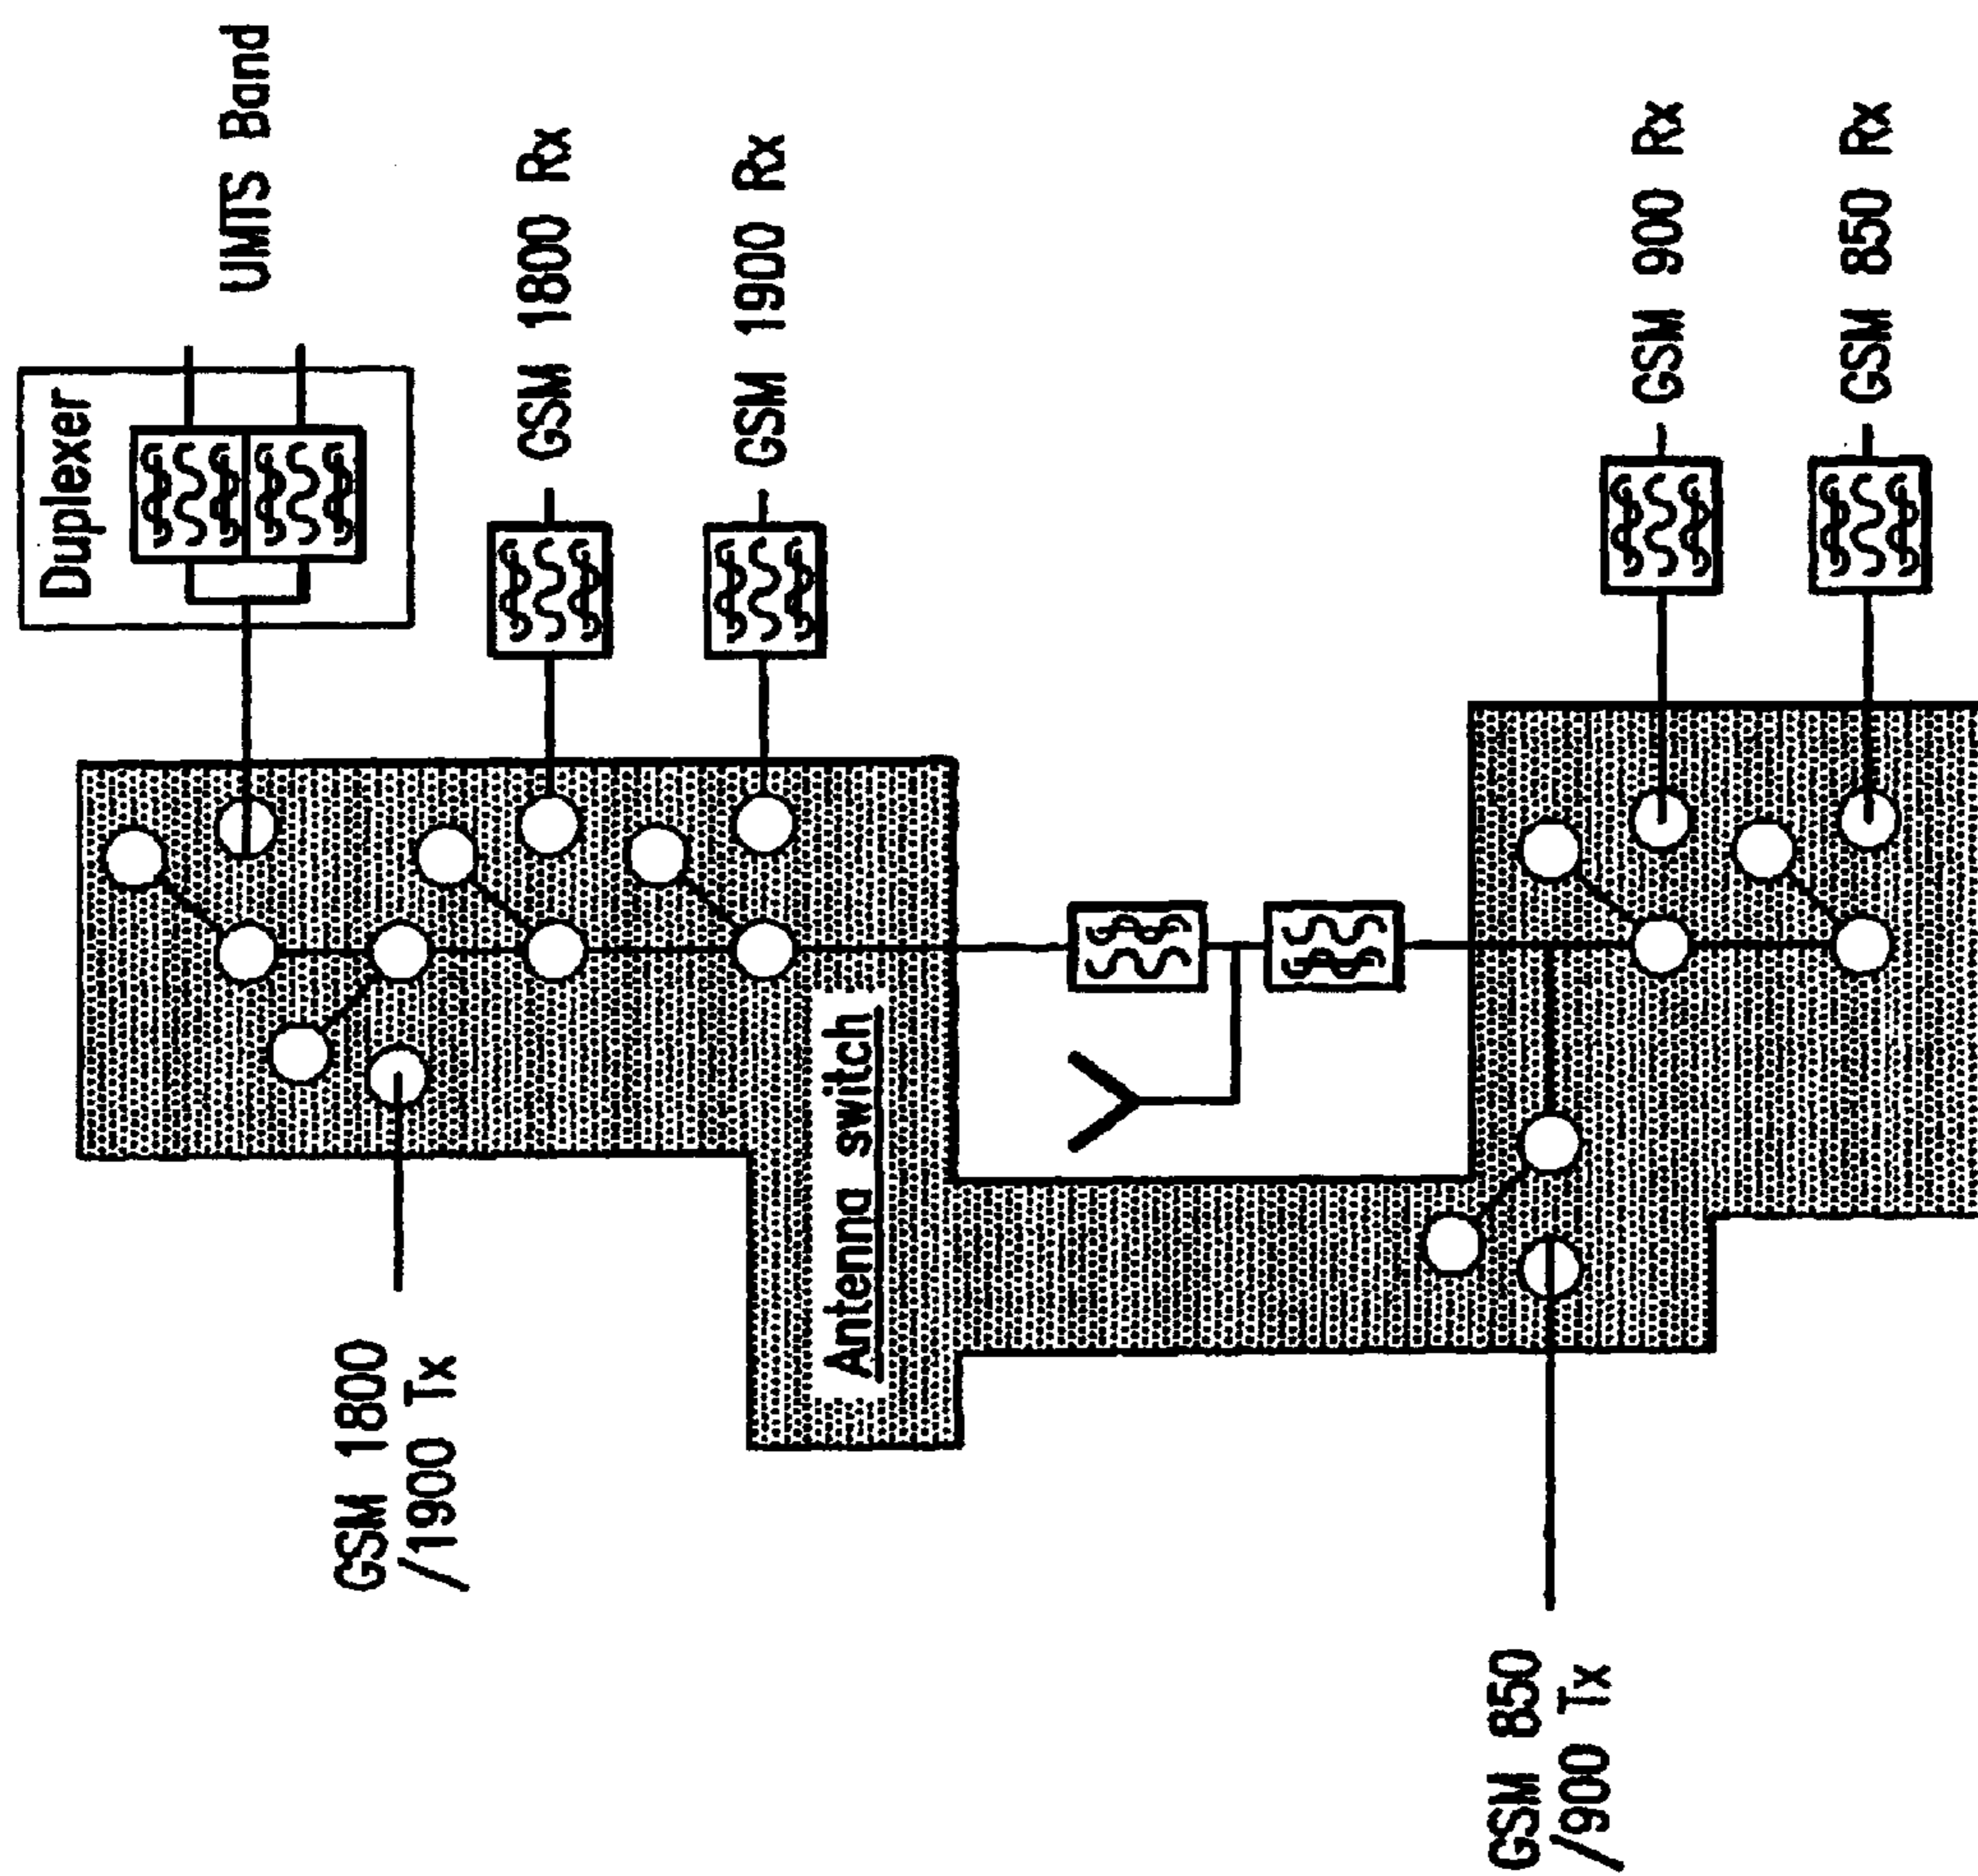 GSM 1800
/1900 Tx
GSM 850
/900 Tx
Antenna switch
Duplexer
UMTS Band
GSM 1800 Rx
GSM 1900 Rx
GSM 900 Rx
GSM 850 Rx